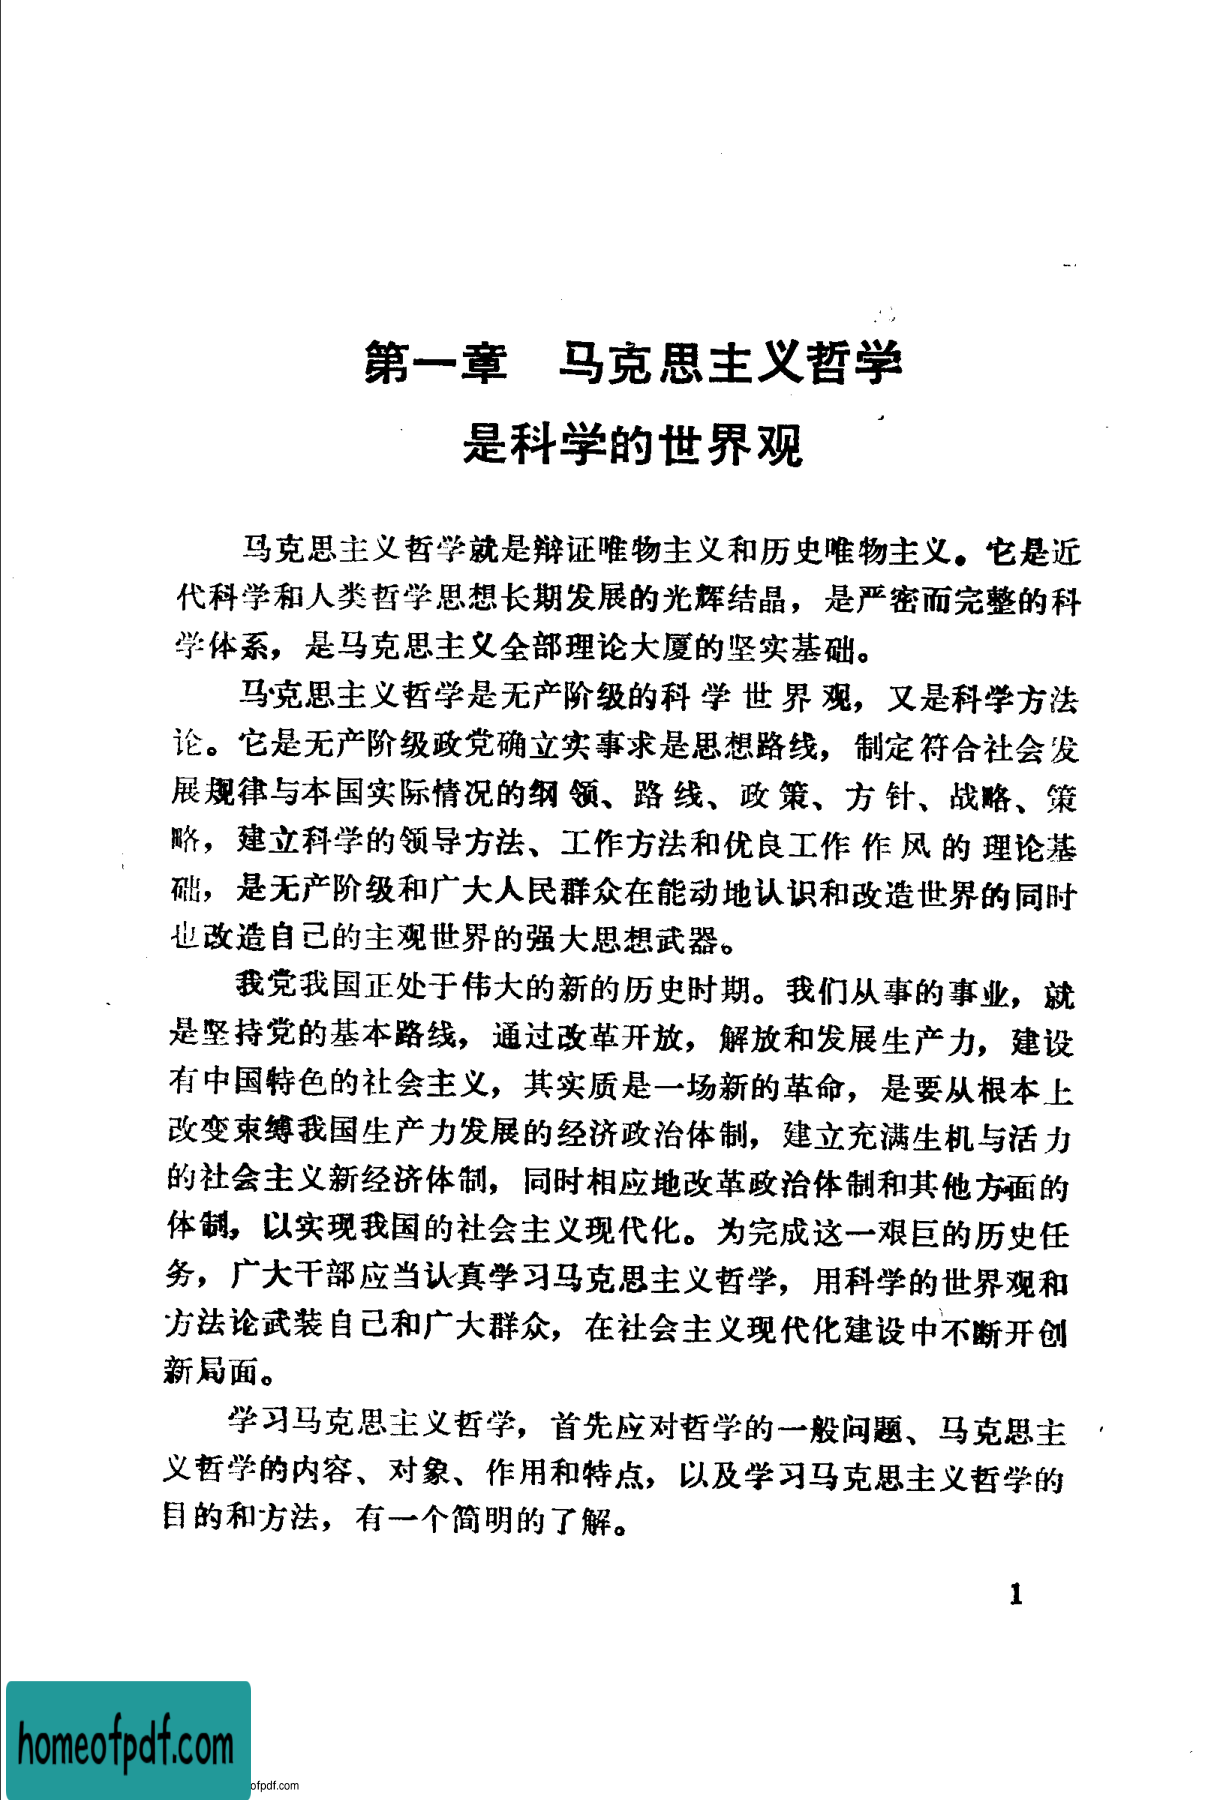 第一章 马克思主义哲学
是科学的世界观
马克思主义哲学就是辩证唯物主义和历史唯物主义。它是近
代科学和人类哲学思想长期发展的光辉结晶，是严密而完整的科
学体系，是马克思主义全部理论大厦的坚实基础。
马克思主义哲学是无产阶级的科学世界观，又是科学方法
论。它是无产阶级政党确立实事求是思想路线，制定符合社会发
展规律与本国实际情况的纲领、路线、政策、方针、战略、策
略，建立科学的领导方法、工作方法和优良工作作风的理论基
础，是无产阶级和广大人民群众在能动地认识和改造世界的同时
也改造自己的主观世界的强大思想武器。
我党我国正处于伟大的新的历史时期。我们从事的事业，就
是坚持党的基本路线，通过改革开放，解放和发展生产力，建设
有中国特色的社会主义，其实质是一场新的革命，是要从根本上
改变束缚我国生产力发展的经济政治体制，建立充满生机与活力
的社会主义新经济体制，同时相应地改革政治体制和其他方面的
体制，以实现我国的社会主义现代化。为完成这一艰巨的历史任
务，广大干部应当认真学习马克思主义哲学，用科学的世界观和
方法论武装自己和广大群众，在社会主义现代化建设中不断开创
新局面。
学习马克思主义哲学，首先应对哲学的一般问题、马克思主
义哲学的内容、对象、作用和特点，以及学习马克思主义哲学的
目的和方法，有一个简明的了解。
1
homeofpdf.com
ofpdf.com